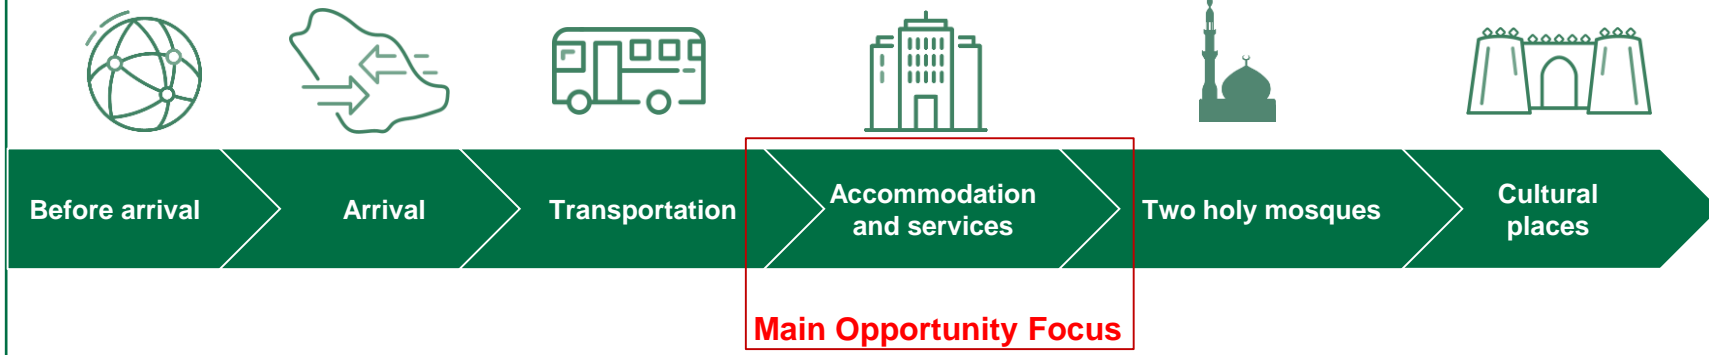 Before arrival
Arrival
Transportation
Accommodation
and services
Two holy mosques
Cultural
places
Main Opportunity Focus